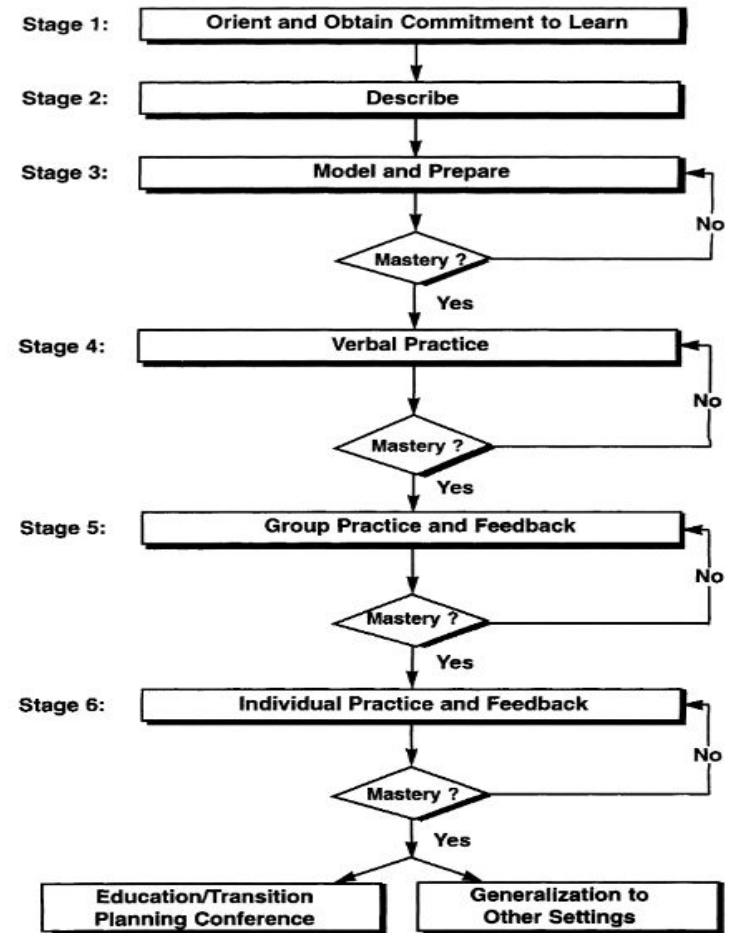 Stage 1: Orient and Obtain Commitment to Learn
Stage 2: Describe
Stage 3: Model and Prepare
No
Mastery ?
Yes
Stage 4: Verbal Practice
No
Mastery ?
Yes
Stage 5: Group Practice and Feedback
No
Mastery ?
Yes
Stage 6: Individual Practice and Feedback
No
Mastery ?
Yes
Education/Transition
Planning Conference
Generalization to
Other Settings